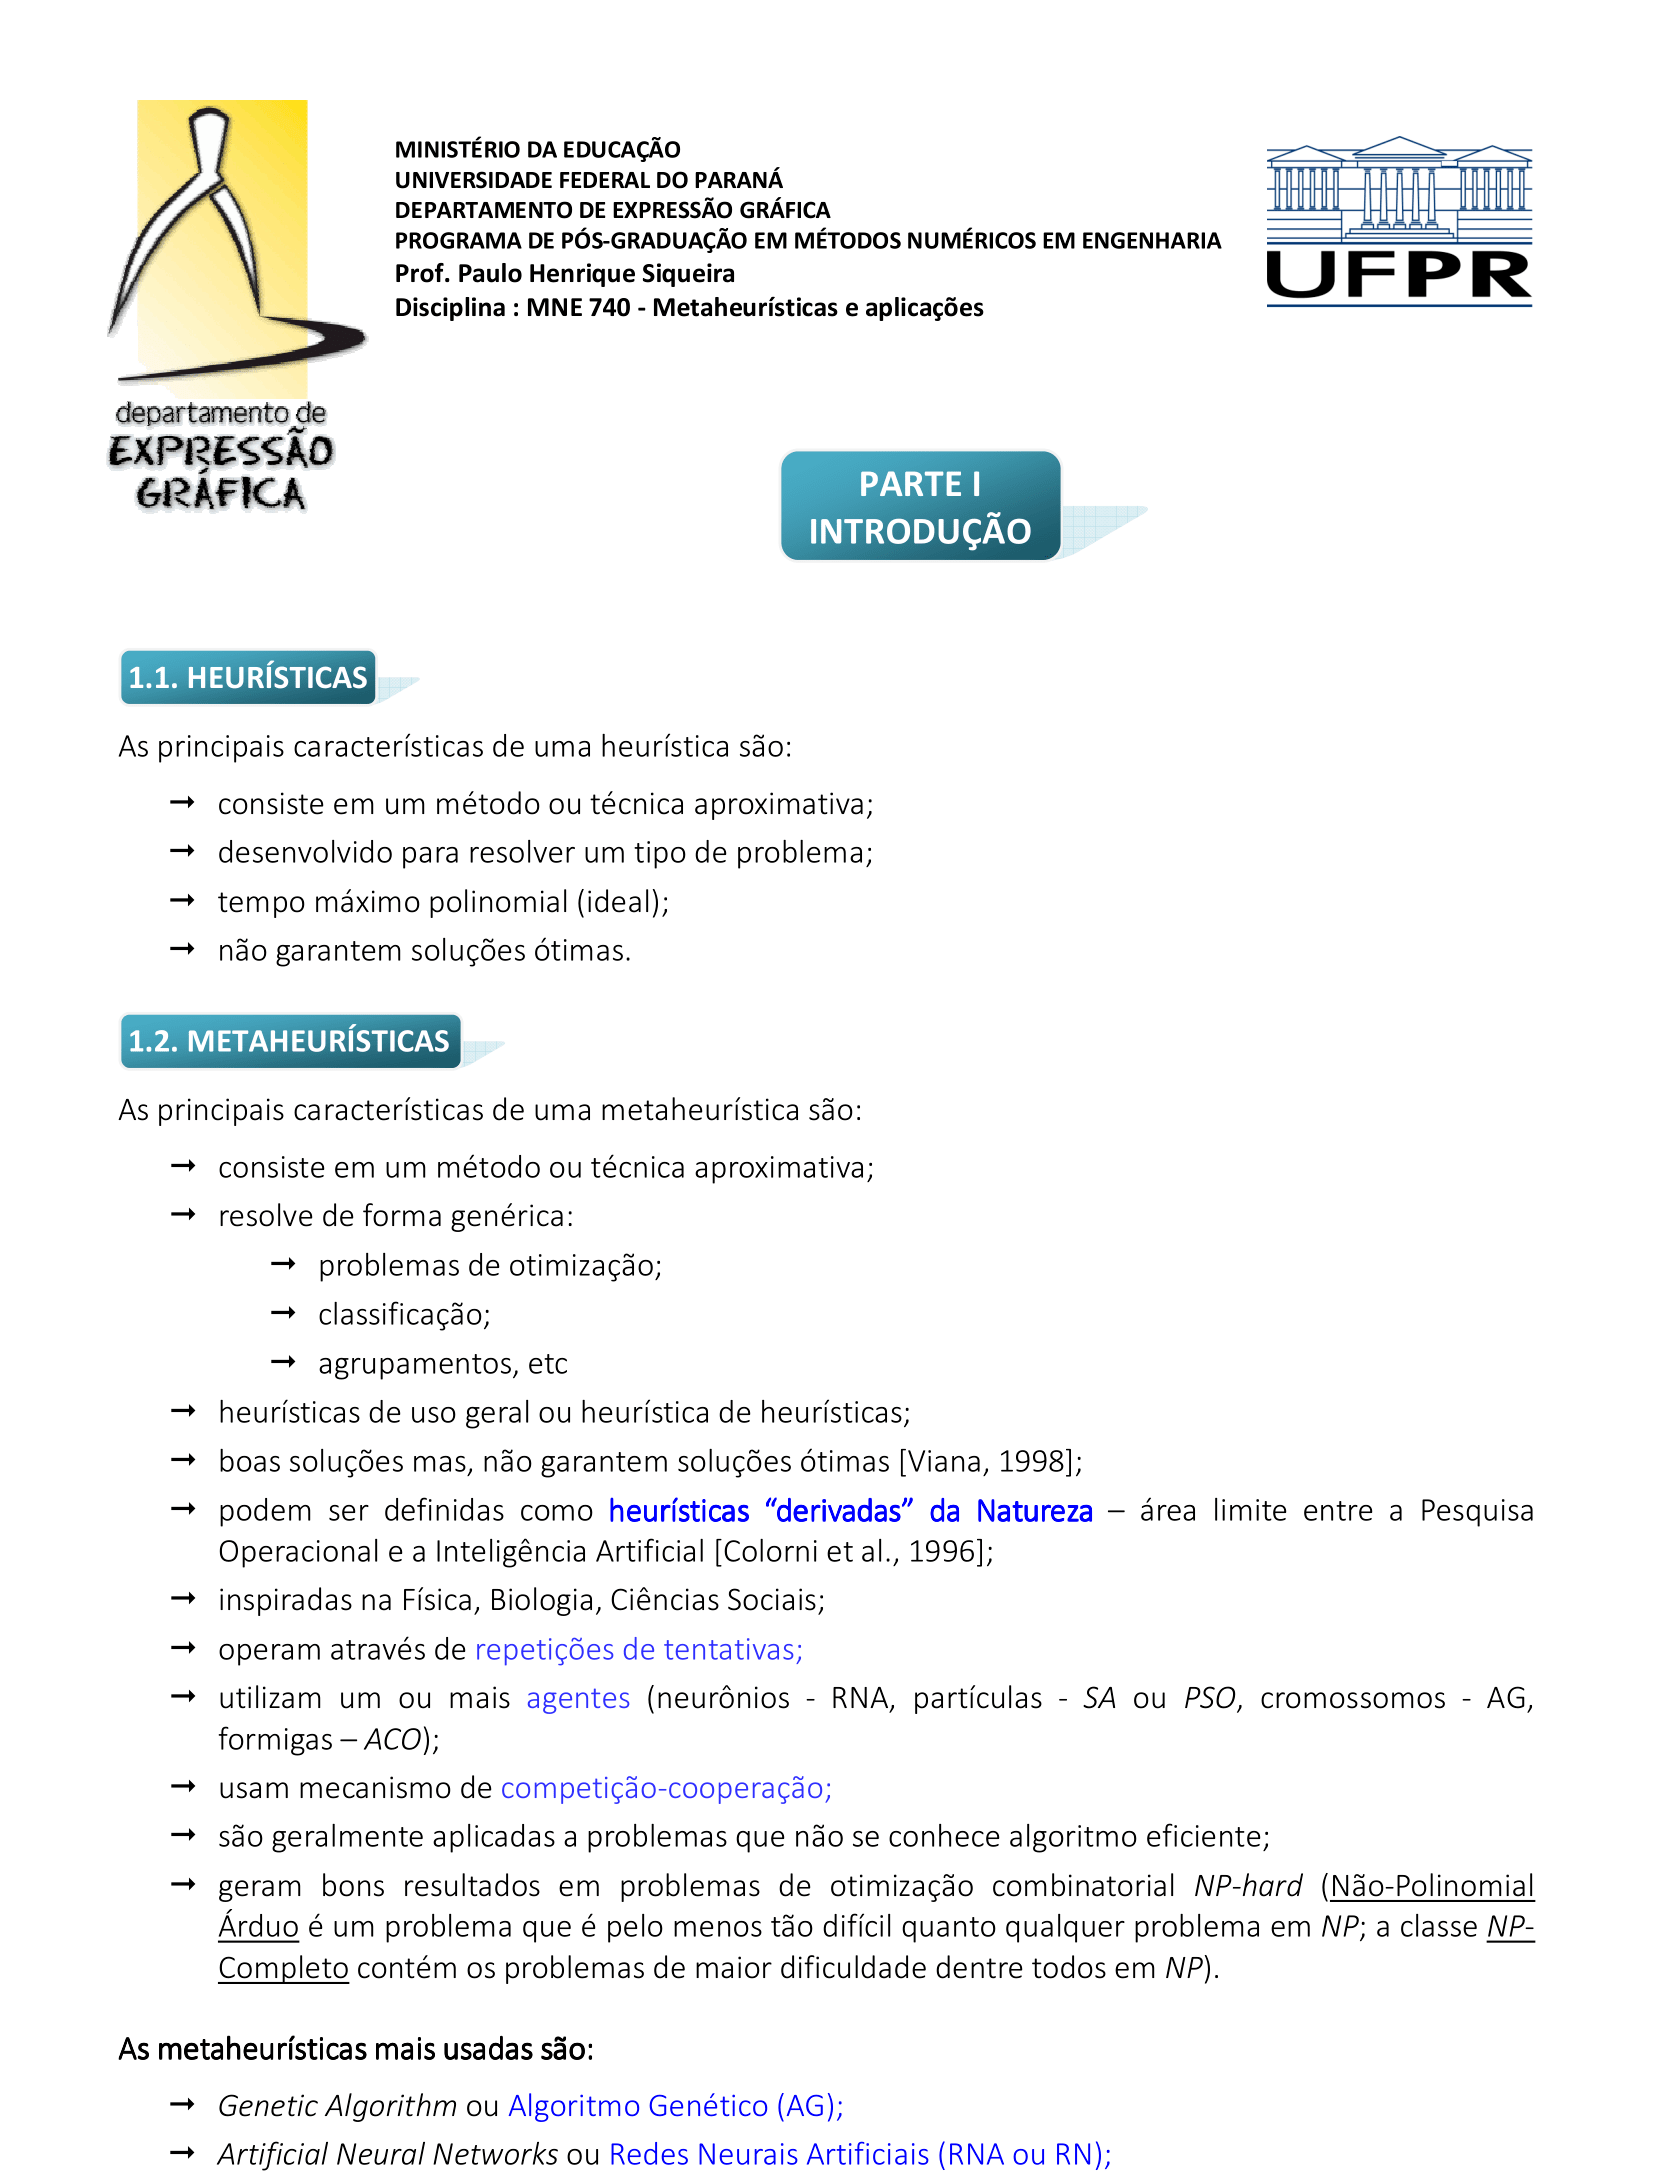 MINISTÉRIO DA EDUCAÇÃO
UNIVERSIDADE FEDERAL DO PARANÁ
DEPARTAMENTO DE EXPRESSÃO GRÁFICA
PROGRAMA DE PÓS-GRADUAÇÃO EM MÉTODOS NUMÉRICOS EM ENGENHARIA
Prof. Paulo Henrique Siqueira
Disciplina : MNE 740 - Metaheurísticas e aplicações
UFPR
departamento de
EXPRESSÃO
GRÁFICA
PARTE I
INTRODUÇÃO
1.1. HEURÍSTICAS
As principais características de uma heurística são:
➞ consiste em um método ou técnica aproximativa;
➞ desenvolvido para resolver um tipo de problema;
➞ tempo máximo polinomial (ideal);
➞ não garantem soluções ótimas.
1.2. METAHEURÍSTICAS
As principais características de uma metaheurística são:
➞ consiste em um método ou técnica aproximativa;
➞ resolve de forma genérica:
➞ problemas de otimização;
➞ classificação;
➞ agrupamentos, etc
➞ heurísticas de uso geral ou heurística de heurísticas;
➞ boas soluções mas, não garantem soluções ótimas [Viana, 1998];
➞ podem ser definidas como heurísticas “derivadas” da Natureza – área limite entre a Pesquisa
Operacional e a Inteligência Artificial [Colorni et al., 1996];
➞ inspiradas na Física, Biologia, Ciências Sociais;
➞ operam através de repetições de tentativas;
➞ utilizam um ou mais agentes (neurônios - RNA, partículas - SA ou PSO, cromossomos - AG,
formigas – ACO);
➞ usam mecanismo de competição-cooperação;
➞ são geralmente aplicadas a problemas que não se conhece algoritmo eficiente;
➞ geram bons resultados em problemas de otimização combinatorial NP-hard (Não-Polinomial
Árduo é um problema que é pelo menos tão difícil quanto qualquer problema em NP; a classe NP-
Completo contém os problemas de maior dificuldade dentre todos em NP).
As metaheurísticas mais usadas são:
➞ Genetic Algorithm ou Algoritmo Genético (AG);
➞ Artificial Neural Networks ou Redes Neurais Artificiais (RNA ou RN);